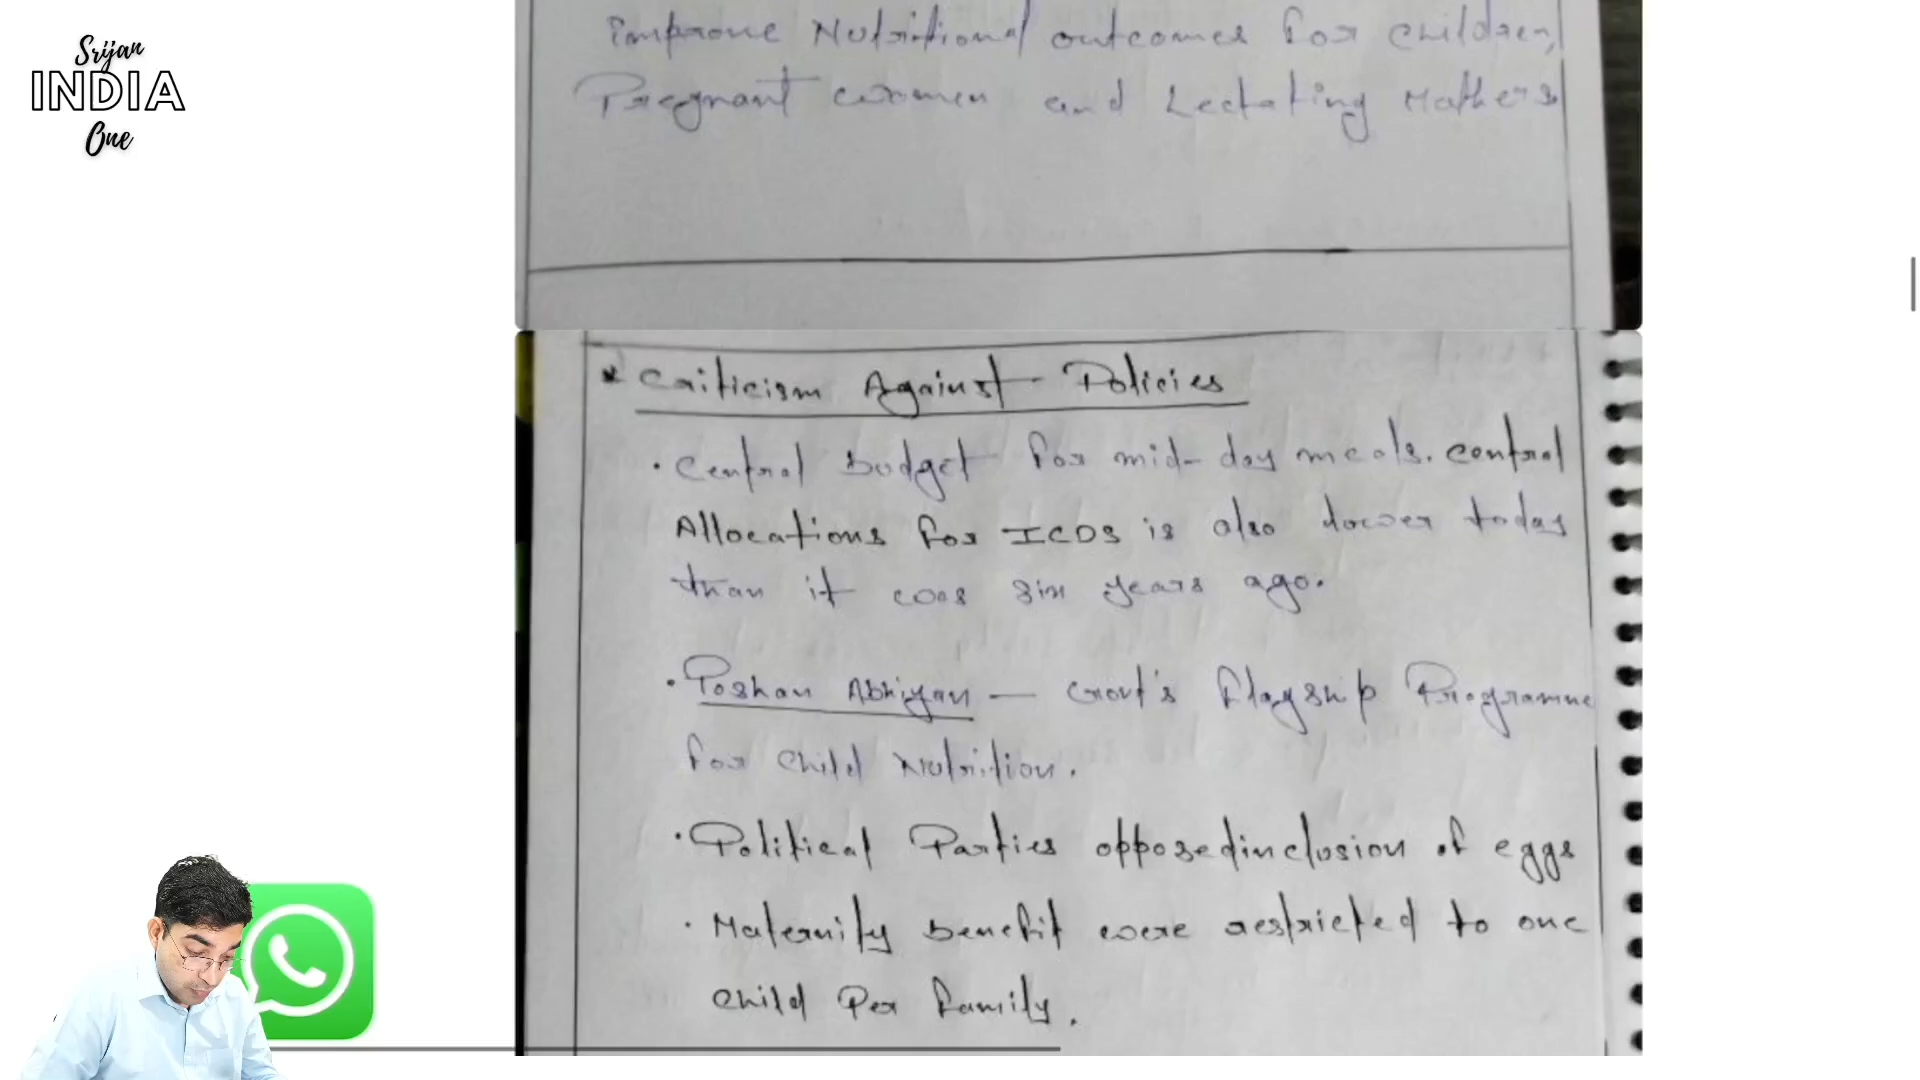 Srijan
INDIA
One
improve Nutritional outcomes for children,
Pregnant women and Lectating Mothers
* Criticism Against Policies
• Central budget for mid-day meals. central
Allocations for ICDS is also lower today
than it was six years ago.
• Poshan Abhiyan — Govt's flagship Programme
for child Nutrition.
• Political Parties opposed inclusion of eggs
• Maternity benefit were restricted to one
child Per family.